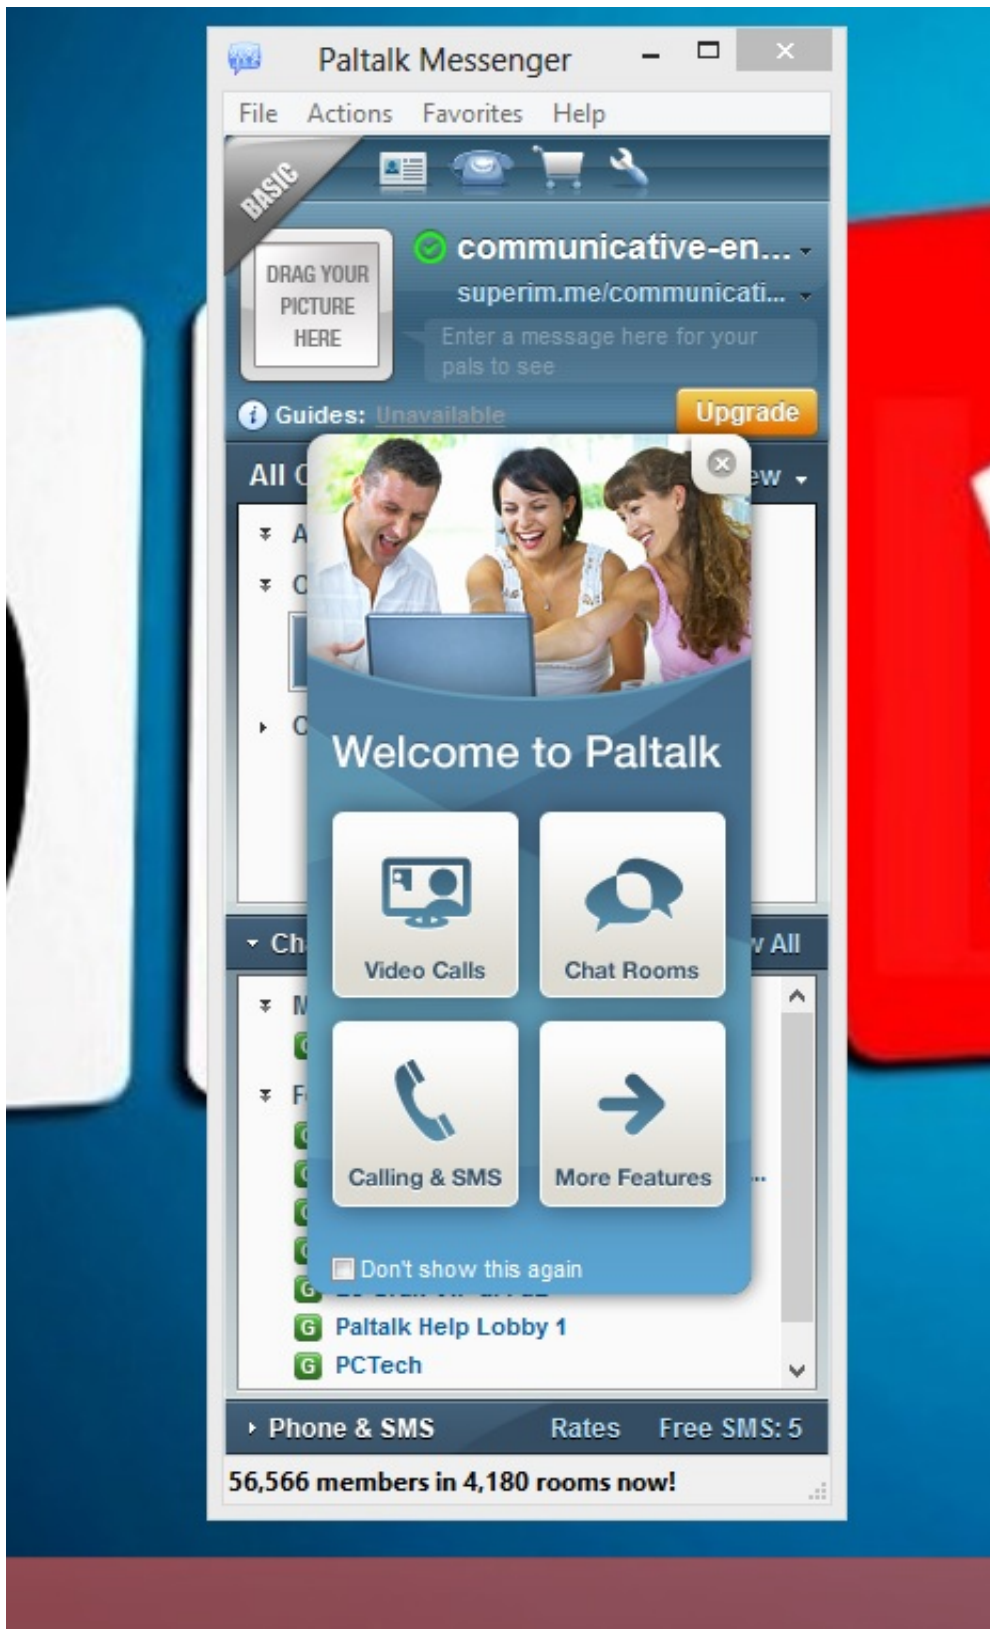 Paltalk Messenger
File Actions Favorites Help
BASIC
DRAG YOUR
PICTURE
HERE
communicative-en...
superim.me/communicati...
Enter a message here for your
pals to see
Guides: Unavailable
Upgrade
All
Welcome to Paltalk
Video Calls
Chat Rooms
Calling & SMS
More Features
Don't show this again
All
Paltalk Help Lobby 1
PCTech
Phone & SMS Rates Free SMS: 5
56,566 members in 4,180 rooms now!